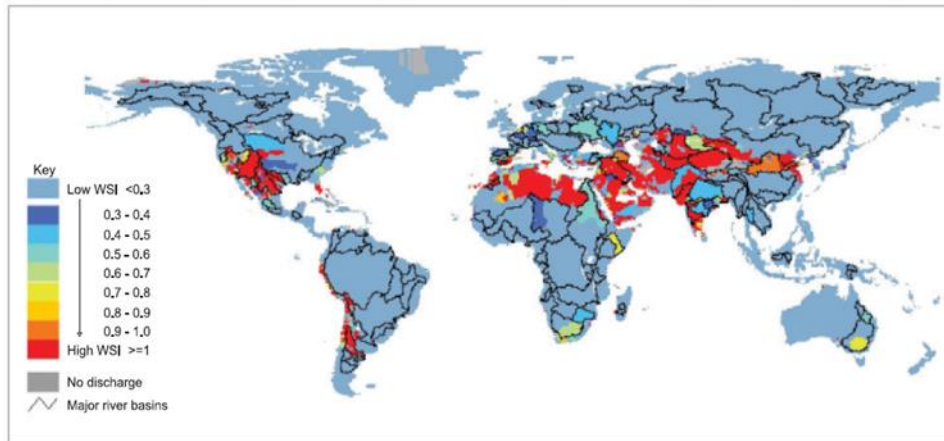 Key
Low WSI <0.3
0.3 - 0.4
0.4 - 0.5
0.5 - 0.6
0.6 - 0.7
0.7 - 0.8
0.8 - 0.9
0.9 - 1.0
High WSI >=1
No discharge
Major river basins